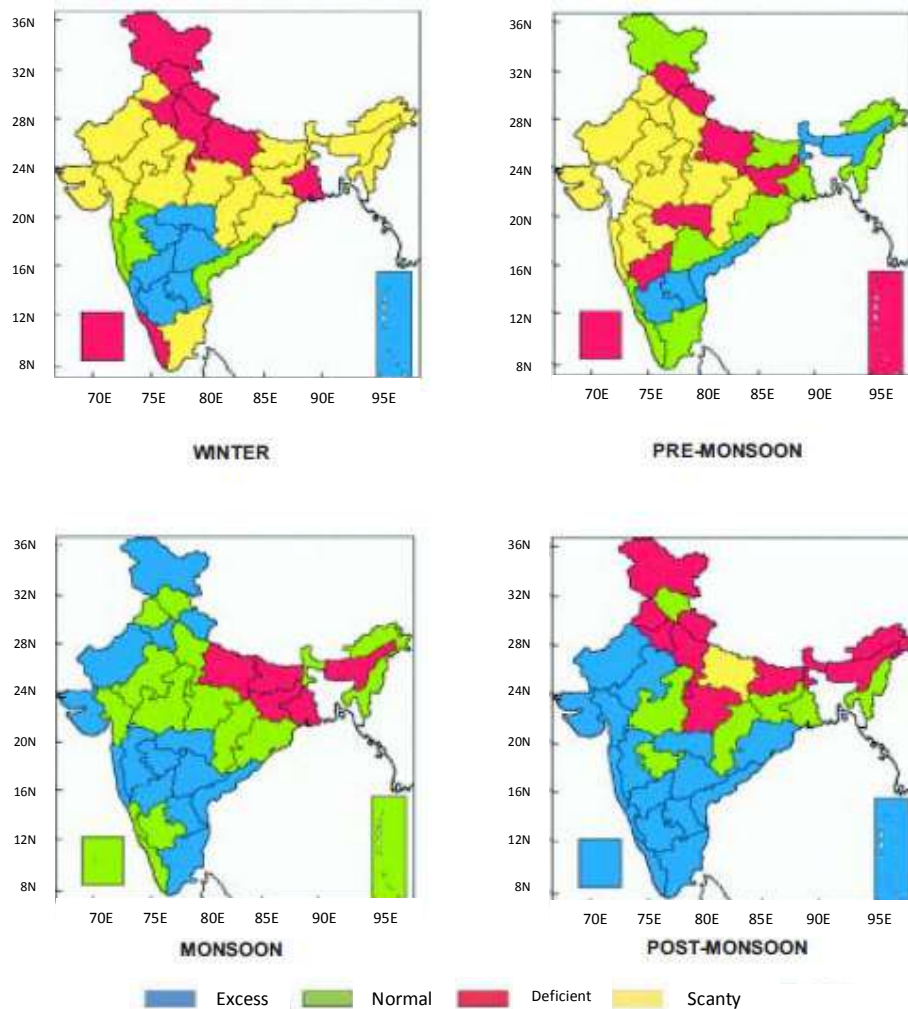 36N
36N
32N
32N
28N
28N
24N
24N
20N
20N
16N
16N
12N
12N
8N
8N
70E 75E 80E 85E 90E 95E
70E 75E 80E 85E 90E 95E
WINTER
PRE-MONSOON
36N
36N
32N
32N
28N
28N
24N
24N
20N
20N
16N
16N
12N
12N
8N
8N
70E 75E 80E 85E 90E 95E
70E 75E 80E 85E 90E 95E
MONSOON
POST-MONSOON
Excess Normal Deficient Scanty